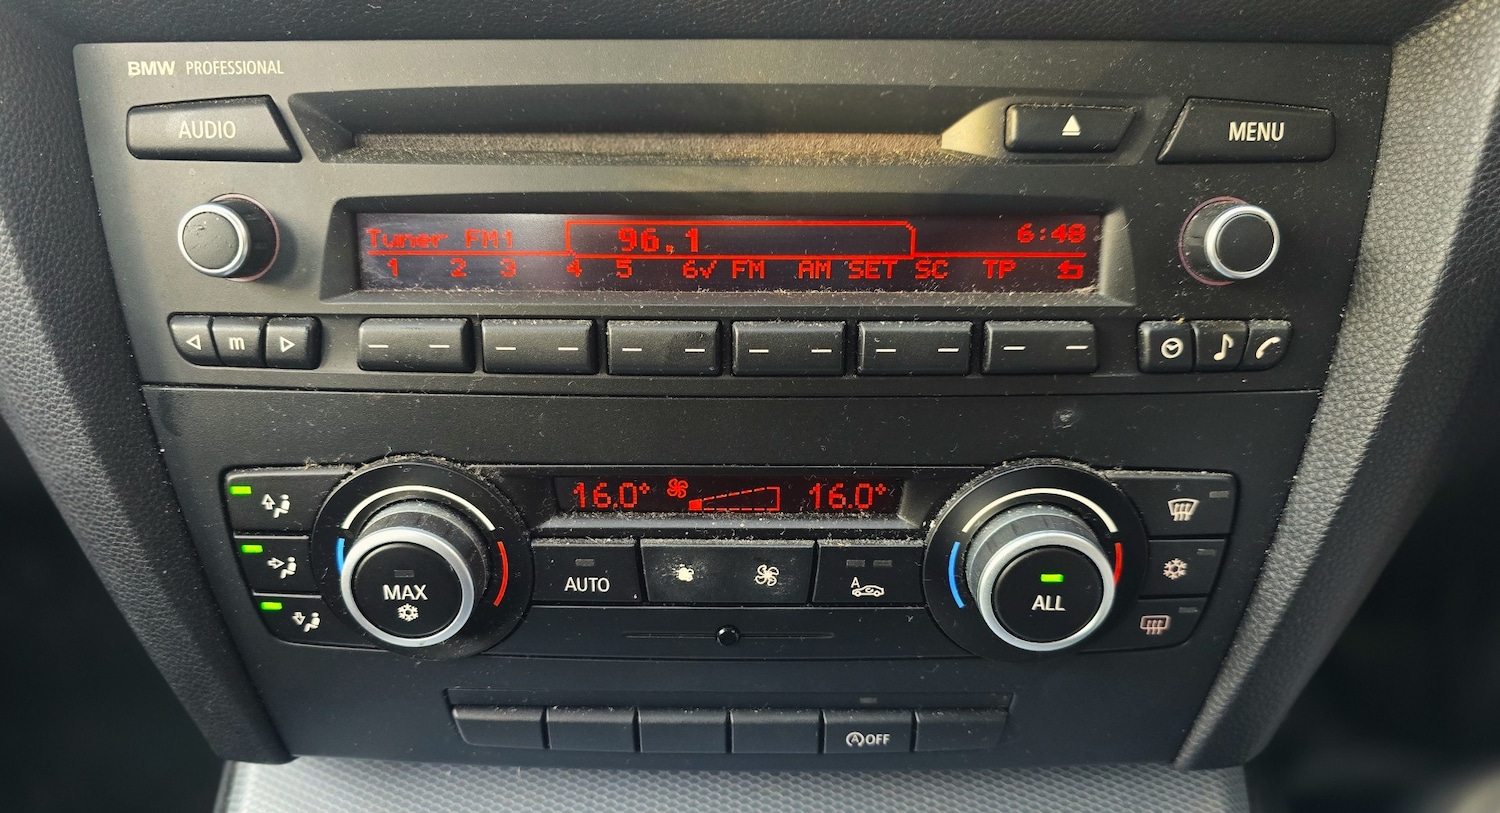 BMW PROFESSIONAL
AUDIO
MENU
Tuner FM1 96,1 6:48
1 2 3 4 5 6√ FM AM SET SC TP
m
16.0° 16.0°
MAX
AUTO
A
ALL
A OFF